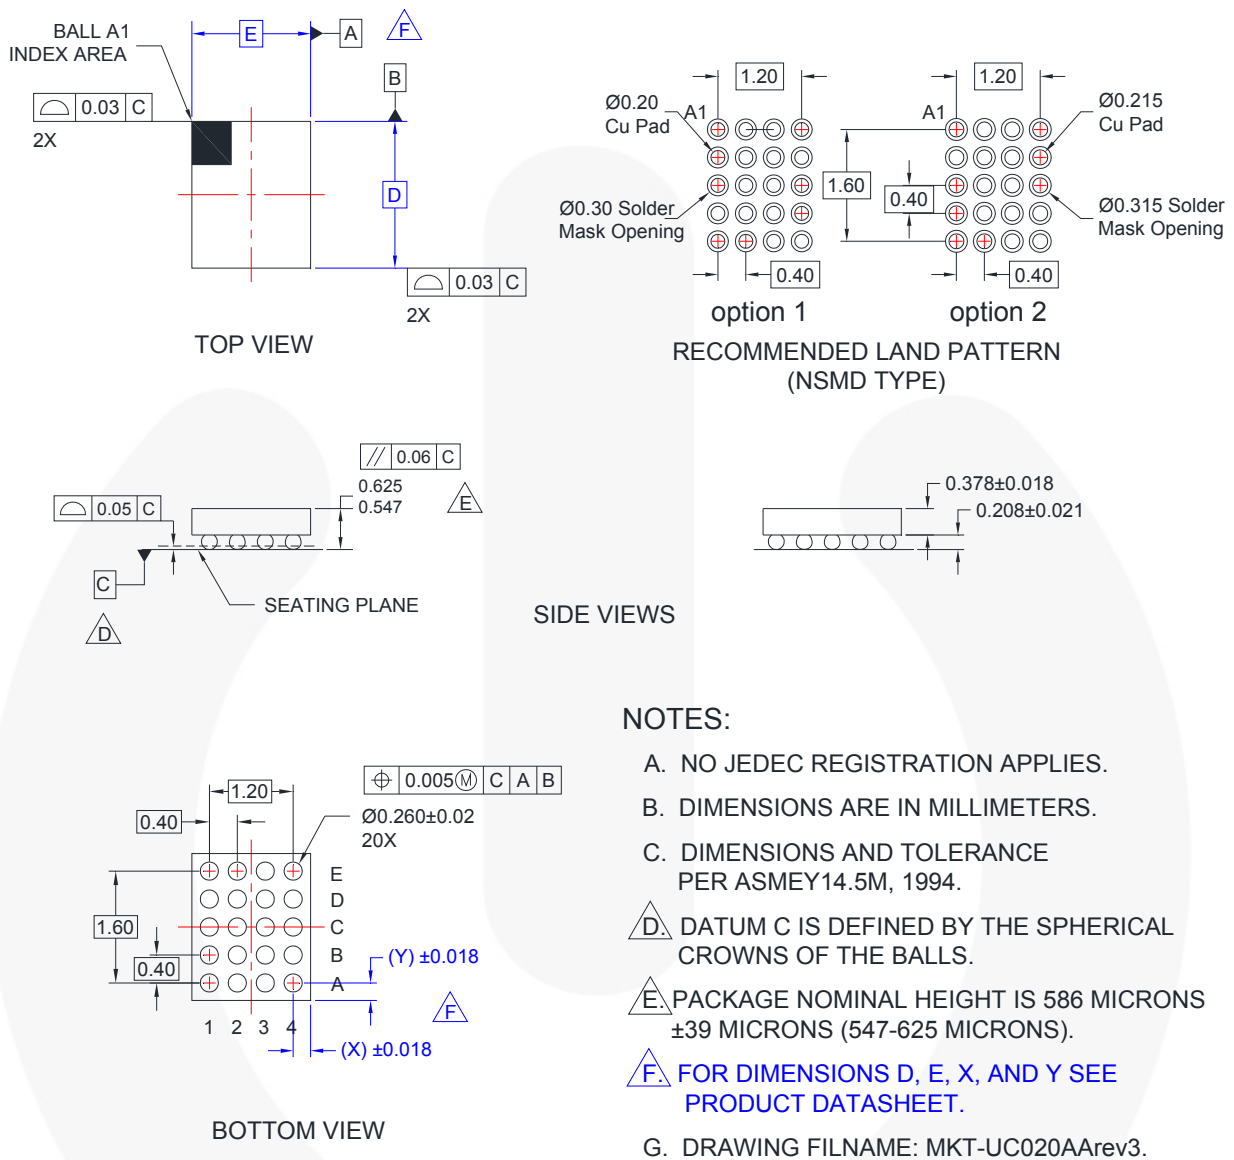 BALL A1
INDEX AREA
E
A
F
B
0.03 C
2X
D
0.03 C
2X
TOP VIEW
1.20
1.20
Ø0.20
Cu Pad
A1
A1
Ø0.215
Cu Pad
1.60
0.40
Ø0.30 Solder
Mask Opening
Ø0.315 Solder
Mask Opening
0.40
0.40
option 1
option 2
RECOMMENDED LAND PATTERN
(NSMD TYPE)
// 0.06 C
0.625
0.547
E
0.05 C
C
D
SEATING PLANE
0.378±0.018
0.208±0.021
SIDE VIEWS
1.20
0.40
⌖ 0.005Ⓜ C A B
Ø0.260±0.02
20X
E
D
C
B
A
1.60
0.40
(Y) ±0.018
F
1 2 3 4
(X) ±0.018
BOTTOM VIEW
NOTES:
A. NO JEDEC REGISTRATION APPLIES.
B. DIMENSIONS ARE IN MILLIMETERS.
C. DIMENSIONS AND TOLERANCE
PER ASMEY14.5M, 1994.
D. DATUM C IS DEFINED BY THE SPHERICAL
CROWNS OF THE BALLS.
E. PACKAGE NOMINAL HEIGHT IS 586 MICRONS
±39 MICRONS (547-625 MICRONS).
F. FOR DIMENSIONS D, E, X, AND Y SEE
PRODUCT DATASHEET.
G. DRAWING FILNAME: MKT-UC020AArev3.